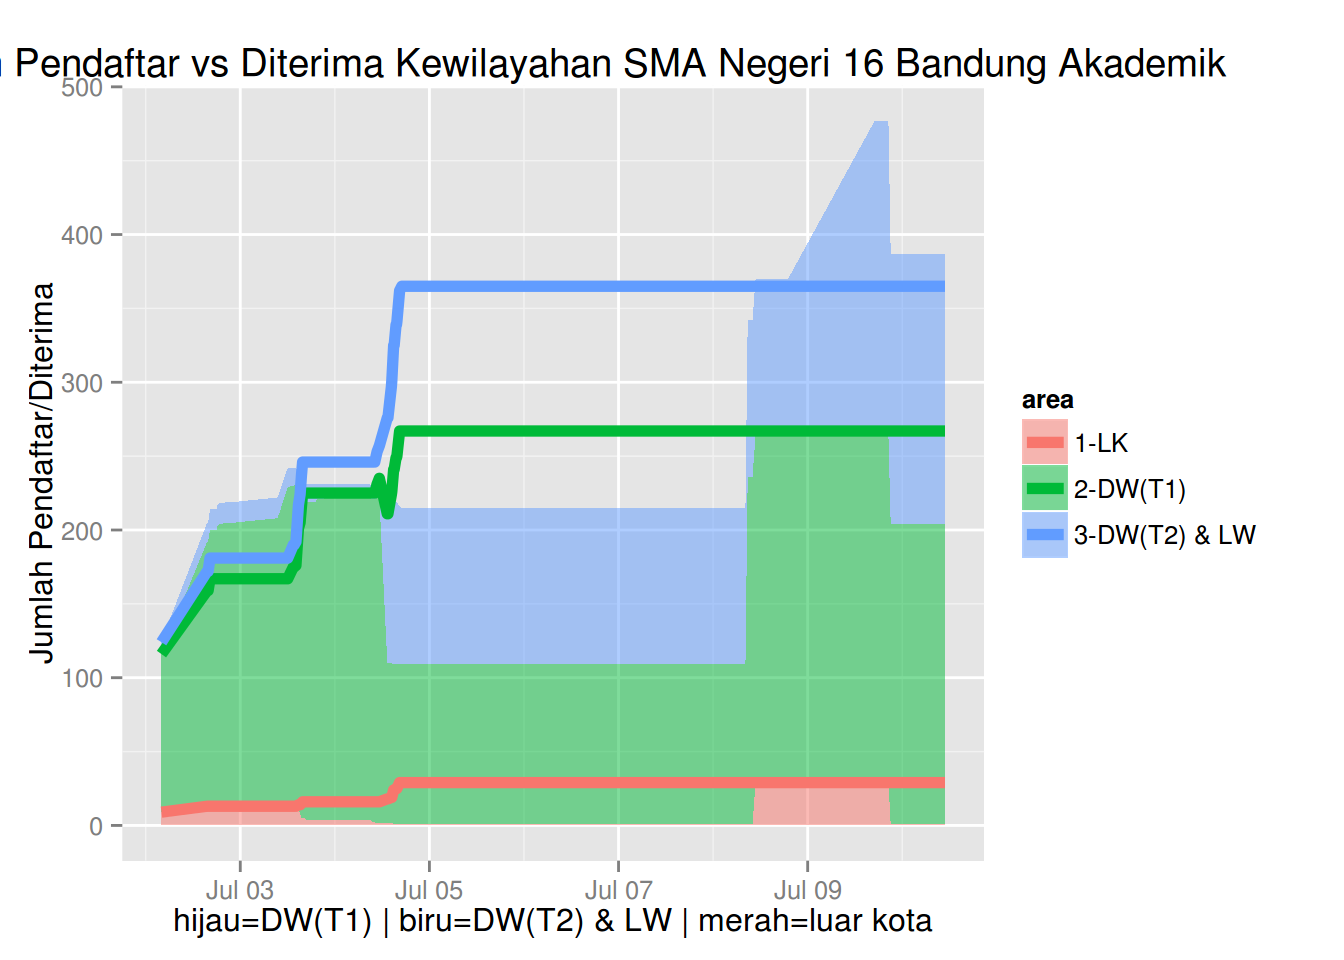 Pendaftar vs Diterima Kewilayahan SMA Negeri 16 Bandung Akademik
500
400
300
200
100
0
Jumlah Pendaftar/Diterima
Jul 03
Jul 05
Jul 07
Jul 09
hijau=DW(T1) | biru=DW(T2) & LW | merah=luar kota
area
1-LK
2-DW(T1)
3-DW(T2) & LW